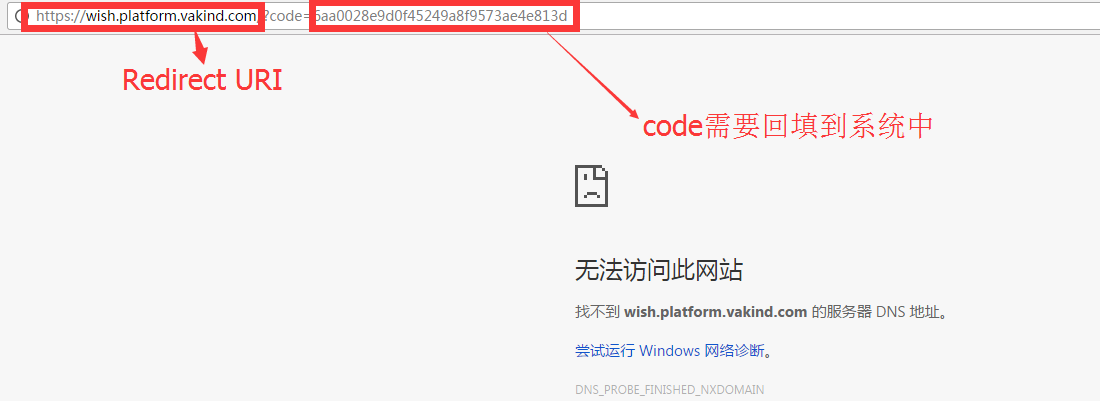 https://wish.platform.vakind.com/?code=6aa0028e9d0f45249a8f9573ae4e813d
Redirect URI
code需要回填到系统中
无法访问此网站
找不到 wish.platform.vakind.com 的服务器 DNS 地址。
尝试运行 Windows 网络诊断。
DNS_PROBE_FINISHED_NXDOMAIN